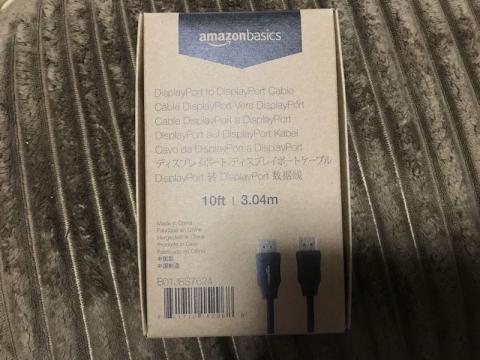 amazonbasics
DisplayPort to DisplayPort Cable
Câble DisplayPort Vers DisplayPort
Cable DisplayPort a DisplayPort
DisplayPort auf DisplayPort Kabel
Cavo da DisplayPort a DisplayPort
ディスプレイポート/ディスプレイポートケーブル
DisplayPort 转 DisplayPort 数据线
10ft | 3.04m
Made in China
Fabriqué en Chine
Hergestellt in China
Prodotto in Cina
Fabricado en China
中国製
中国制造
B01J8S7624